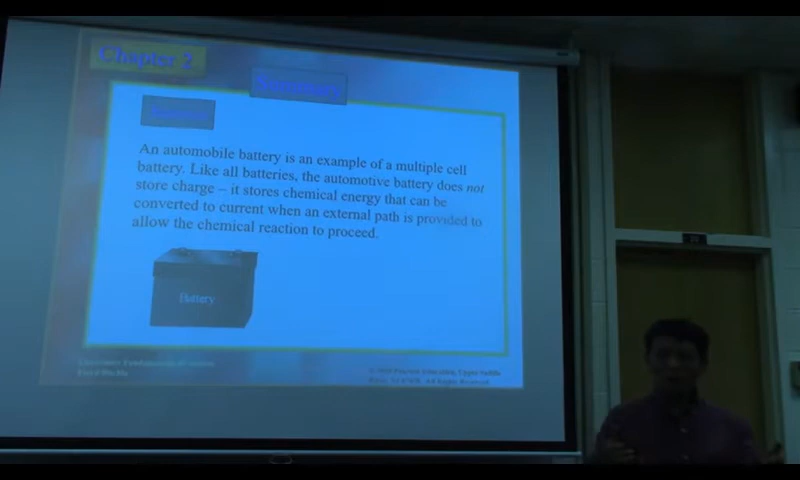 Chapter 2
Summary
An automobile battery is an example of a multiple cell
battery. Like all batteries, the automotive battery does not
store charge – it stores chemical energy that can be
converted to current when an external path is provided to
allow the chemical reaction to proceed.
Battery